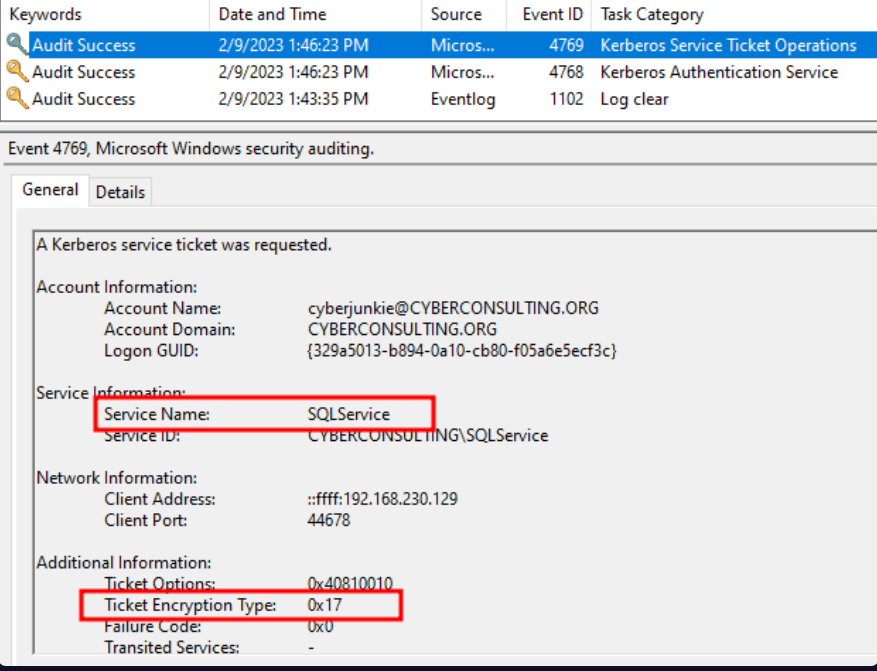 Keywords Date and Time Source Event ID Task Category
Audit Success 2/9/2023 1:46:23 PM Micros... 4769 Kerberos Service Ticket Operations
Audit Success 2/9/2023 1:46:23 PM Micros... 4768 Kerberos Authentication Service
Audit Success 2/9/2023 1:43:35 PM Eventlog 1102 Log clear
Event 4769, Microsoft Windows security auditing.
General Details
A Kerberos service ticket was requested.
Account Information:
Account Name: cyberjunkie@CYBERCONSULTING.ORG
Account Domain: CYBERCONSULTING.ORG
Logon GUID: {329a5013-b894-0a10-cb80-f05a6e5ecf3c}
Service Information:
Service Name: SQLService
Service ID: CYBERCONSULTING\SQLService
Network Information:
Client Address: ::ffff:192.168.230.129
Client Port: 44678
Additional Information:
Ticket Options: 0x40810010
Ticket Encryption Type: 0x17
Failure Code: 0x0
Transited Services: -